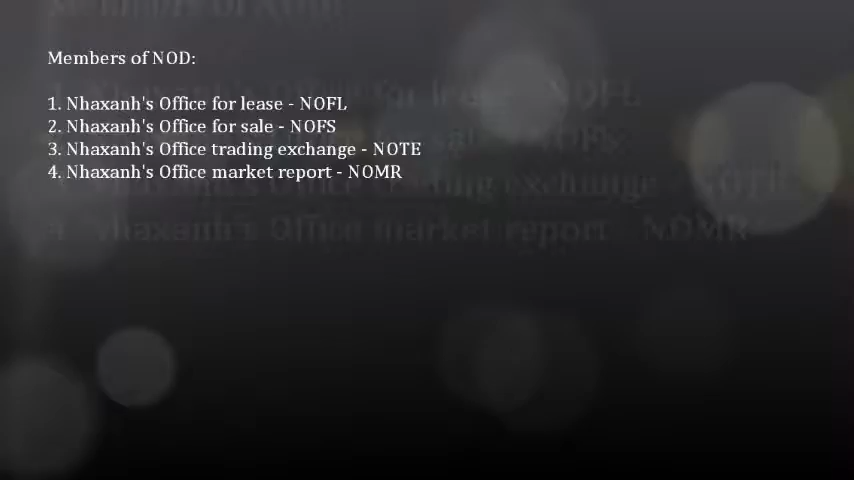 Members of NOD:
1. Nhaxanh's Office for lease - NOFL
2. Nhaxanh's Office for sale - NOFS
3. Nhaxanh's Office trading exchange - NOTE
4. Nhaxanh's Office market report - NOMR